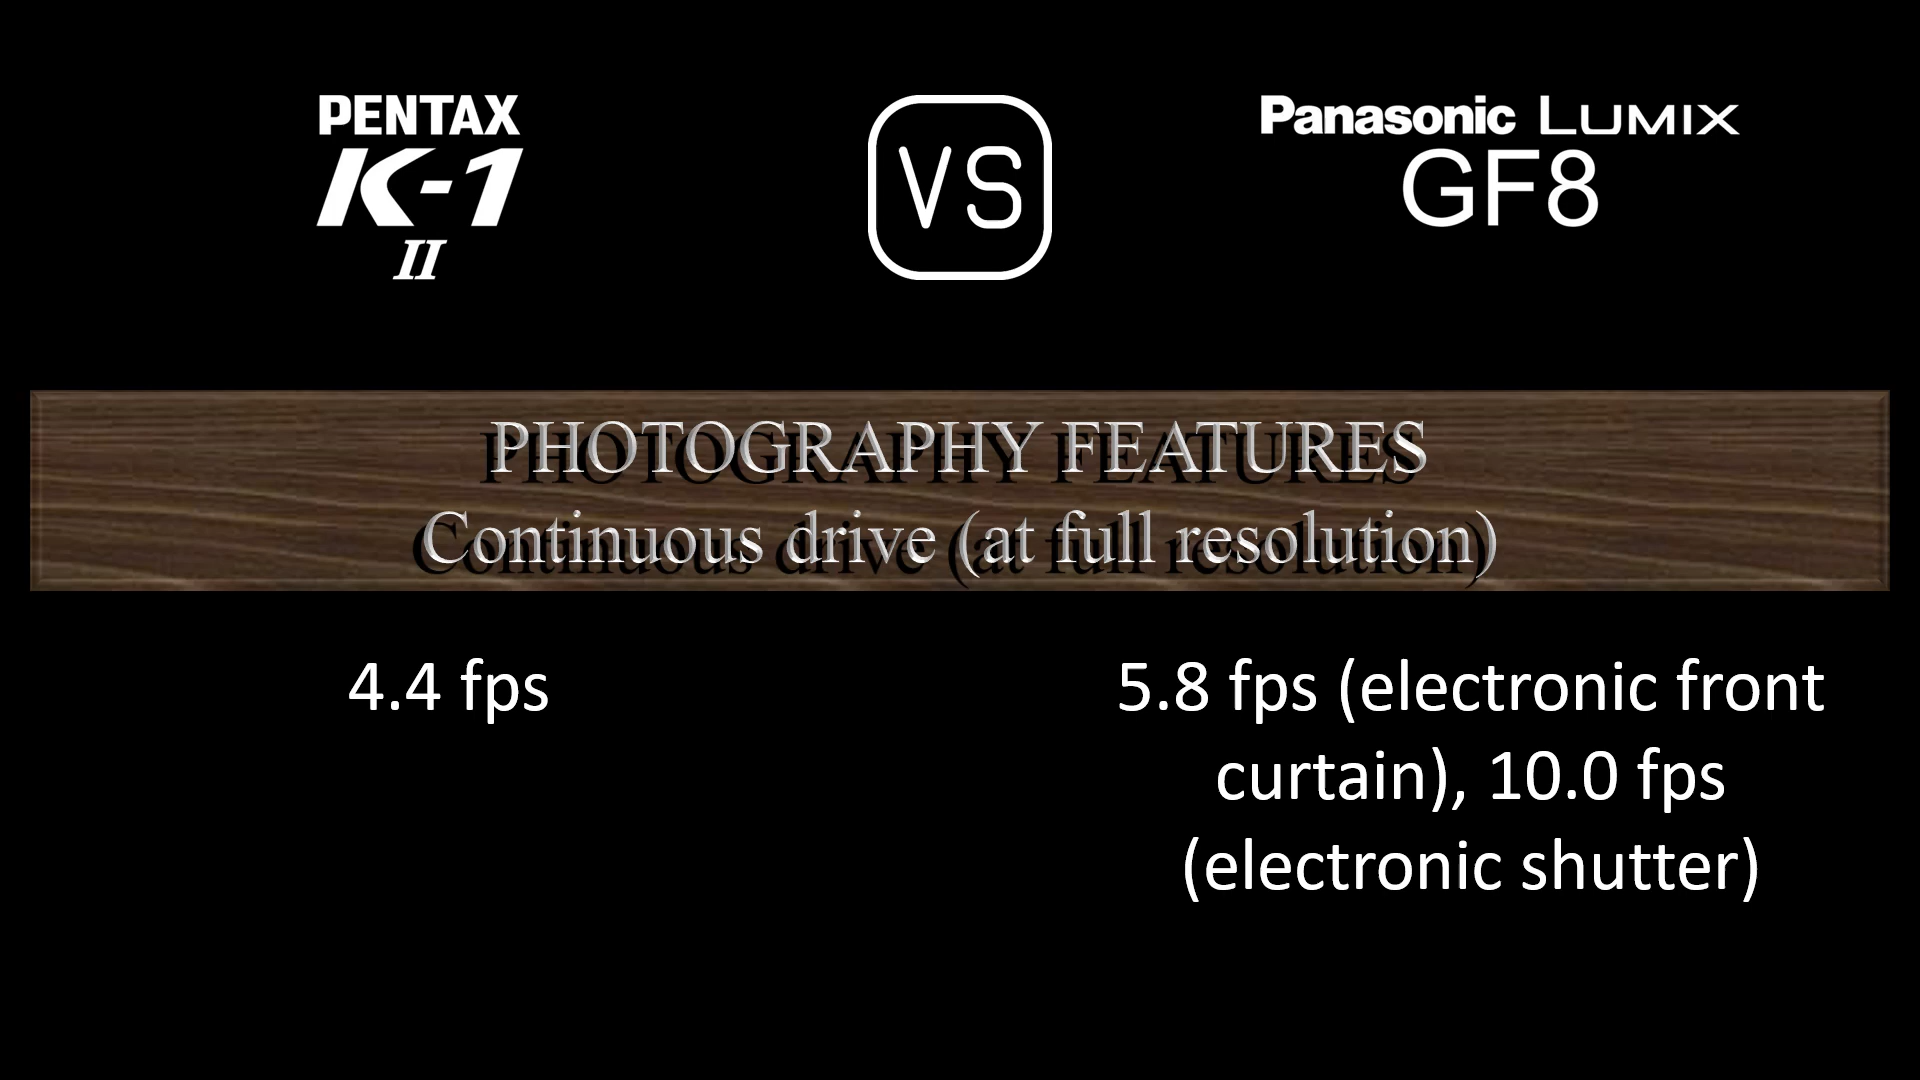 PENTAX
K-1
II
VS
Panasonic LUMIX
GF8
PHOTOGRAPHY FEATURES
Continuous drive (at full resolution)
4.4 fps
5.8 fps (electronic front
curtain), 10.0 fps
(electronic shutter)